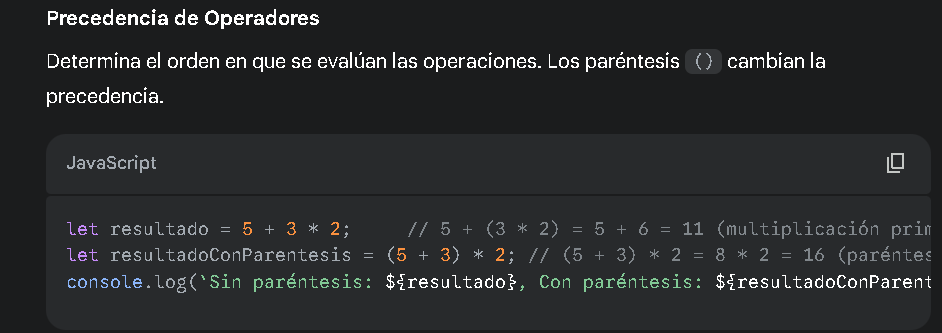 Precedencia de Operadores
Determina el orden en que se evalúan las operaciones. Los paréntesis () cambian la
precedencia.
JavaScript
let resultado = 5 + 3 * 2;     // 5 + (3 * 2) = 5 + 6 = 11 (multiplicación prim
let resultadoConParentesis = (5 + 3) * 2; // (5 + 3) * 2 = 8 * 2 = 16 (paréntes
console.log(`Sin paréntesis: ${resultado}, Con paréntesis: ${resultadoConParent